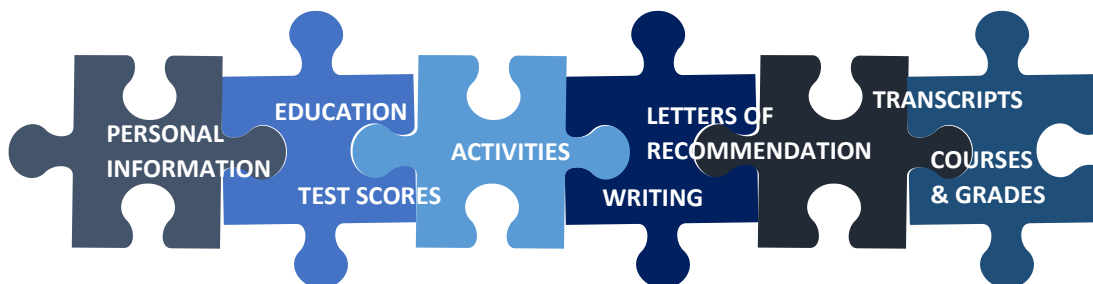 PERSONAL
INFORMATION
EDUCATION
TEST SCORES
ACTIVITIES
WRITING
LETTERS OF
RECOMMENDATION
TRANSCRIPTS
COURSES
& GRADES